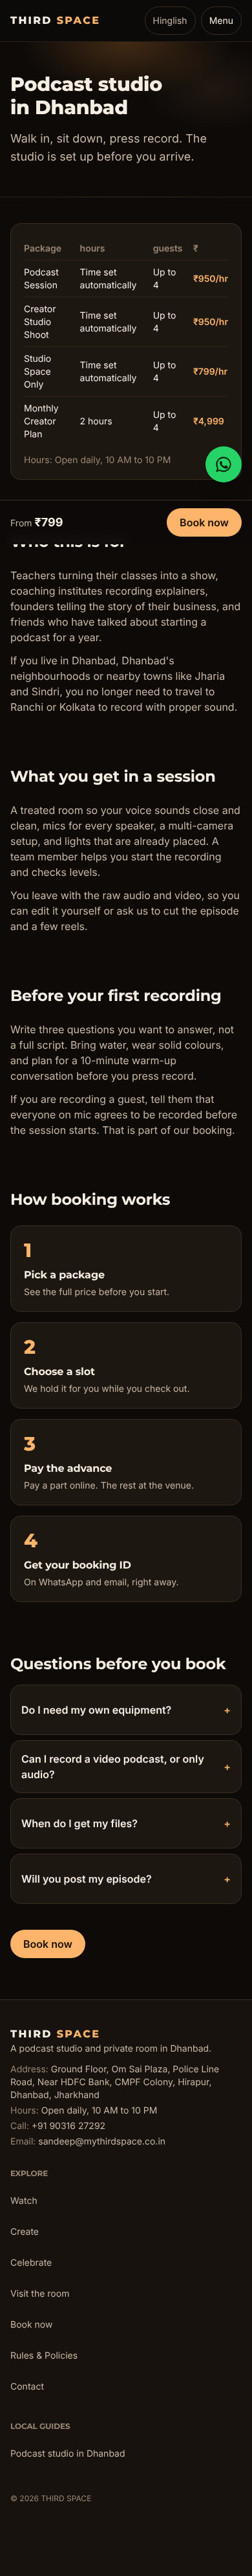 THIRD SPACE
Hinglish
Menu
Podcast studio
in Dhanbad
Walk in, sit down, press record. The
studio is set up before you arrive.
Package hours guests ₹
Podcast Session Time set automatically Up to 4 ₹950/hr
Creator Studio Shoot Time set automatically Up to 4 ₹950/hr
Studio Space Only Time set automatically Up to 4 ₹799/hr
Monthly Creator Plan 2 hours Up to 4 ₹4,999
Hours: Open daily, 10 AM to 10 PM
From ₹799
Book now
Teachers turning their classes into a show,
coaching institutes recording explainers,
founders telling the story of their business, and
friends who have talked about starting a
podcast for a year.
If you live in Dhanbad, Dhanbad's
neighbourhoods or nearby towns like Jharia
and Sindri, you no longer need to travel to
Ranchi or Kolkata to record with proper sound.
What you get in a session
A treated room so your voice sounds close and
clean, mics for every speaker, a multi-camera
setup, and lights that are already placed. A
team member helps you start the recording
and checks levels.
You leave with the raw audio and video, so you
can edit it yourself or ask us to cut the episode
and a few reels.
Before your first recording
Write three questions you want to answer, not
a full script. Bring water, wear solid colours,
and plan for a 10-minute warm-up
conversation before you press record.
If you are recording a guest, tell them that
everyone on mic agrees to be recorded before
the session starts. That is part of our booking.
How booking works
1
Pick a package
See the full price before you start.
2
Choose a slot
We hold it for you while you check out.
3
Pay the advance
Pay a part online. The rest at the venue.
4
Get your booking ID
On WhatsApp and email, right away.
Questions before you book
Do I need my own equipment? +
Can I record a video podcast, or only
audio? +
When do I get my files? +
Will you post my episode? +
Book now
THIRD SPACE
A podcast studio and private room in Dhanbad.
Address: Ground Floor, Om Sai Plaza, Police Line
Road, Near HDFC Bank, CMPF Colony, Hirapur,
Dhanbad, Jharkhand
Hours: Open daily, 10 AM to 10 PM
Call: +91 90316 27292
Email: sandeep@mythirdspace.co.in
EXPLORE
Watch
Create
Celebrate
Visit the room
Book now
Rules & Policies
Contact
LOCAL GUIDES
Podcast studio in Dhanbad
© 2026 THIRD SPACE